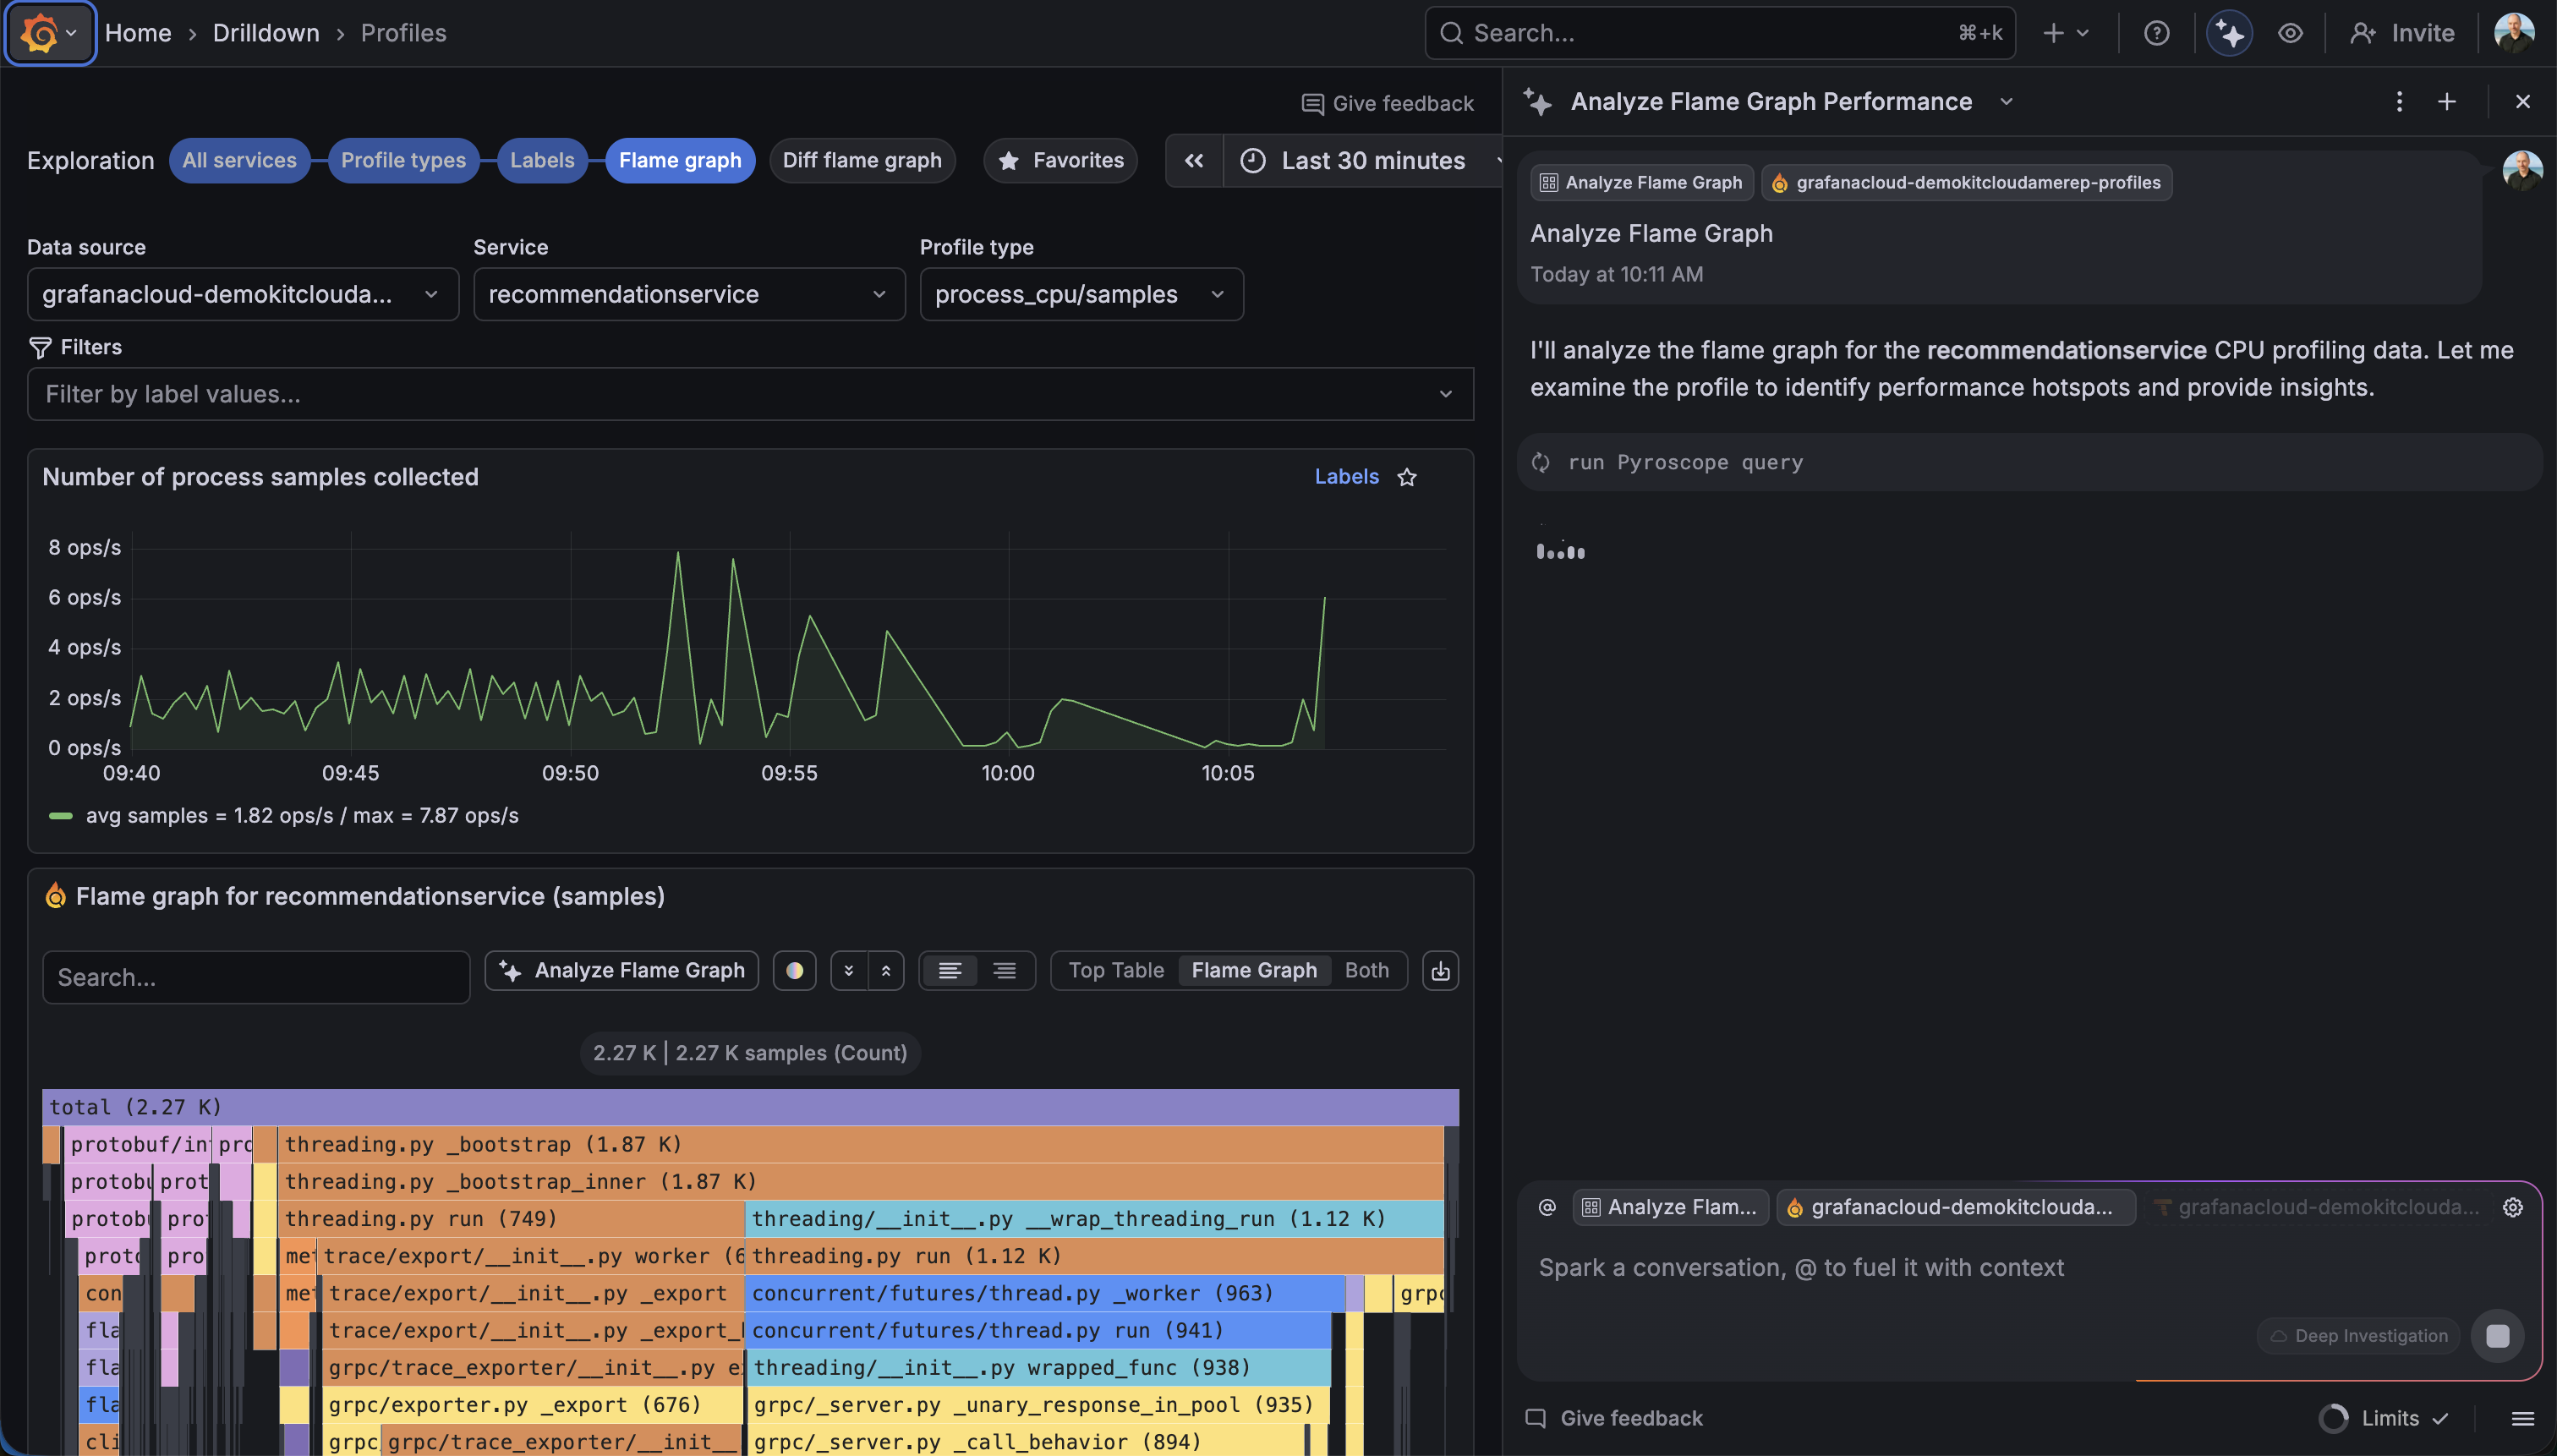 Home › Drilldown › Profiles
Search... ⌘+k
Invite
Give feedback
Exploration All services Profile types Labels Flame graph Diff flame graph Favorites Last 30 minutes
Data source Service Profile type
grafanacloud-demokitclouda... recommendationservice process_cpu/samples
Filters
Filter by label values...
Number of process samples collected Labels
8 ops/s
6 ops/s
4 ops/s
2 ops/s
0 ops/s
09:40 09:45 09:50 09:55 10:00 10:05
avg samples = 1.82 ops/s / max = 7.87 ops/s
Flame graph for recommendationservice (samples)
Search... Analyze Flame Graph Top Table Flame Graph Both
2.27 K | 2.27 K samples (Count)
total (2.27 K)
protobuf/in pro threading.py _bootstrap (1.87 K)
protobu prot threading.py _bootstrap_inner (1.87 K)
protob pro threading.py run (749) threading/__init__.py __wrap_threading_run (1.12 K)
proto pro met trace/export/__init__.py worker (6 threading.py run (1.12 K)
con met trace/export/__init__.py _export concurrent/futures/thread.py _worker (963) grpc
fla trace/export/__init__.py _export_ concurrent/futures/thread.py run (941)
fla grpc/trace_exporter/__init__.py e threading/__init__.py wrapped_func (938)
fla grpc/exporter.py _export (676) grpc/_server.py _unary_response_in_pool (935)
cli grpc grpc/trace_exporter/__init__ grpc/_server.py _call_behavior (894)
Analyze Flame Graph Performance
Analyze Flame Graph grafanacloud-demokitcloudamerep-profiles
Analyze Flame Graph
Today at 10:11 AM
I'll analyze the flame graph for the recommendationservice CPU profiling data. Let me
examine the profile to identify performance hotspots and provide insights.
run Pyroscope query
@ Analyze Flam... grafanacloud-demokitclouda... grafanacloud-demokitclouda...
Spark a conversation, @ to fuel it with context
Deep Investigation
Give feedback Limits